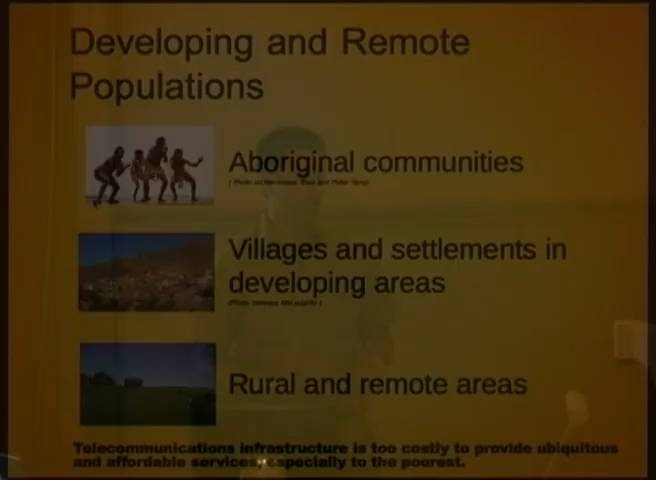 Developing and Remote
Populations
Aboriginal communities
Villages and settlements in
developing areas
Rural and remote areas
Telecommunications infrastructure is too costly to provide ubiquitous
and affordable services, especially to the poorest.